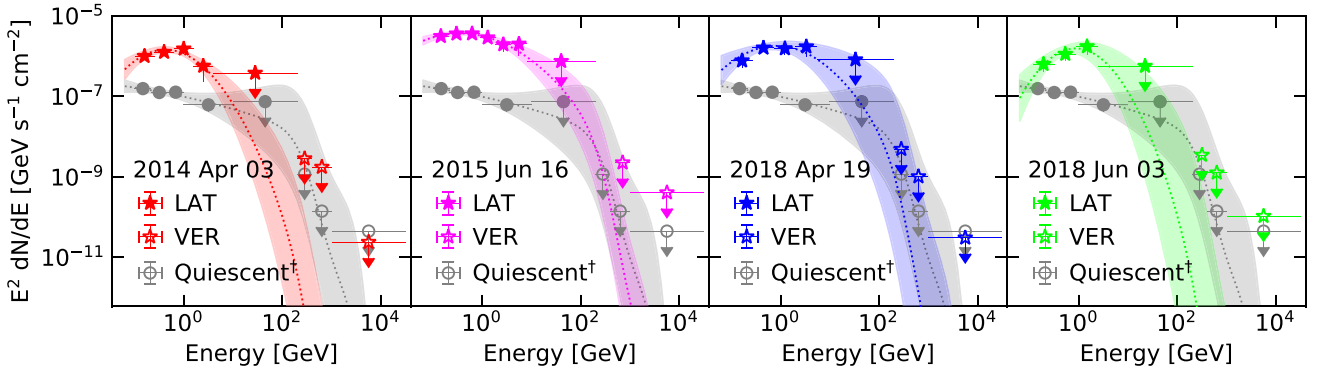 E² dN/dE [GeV s⁻¹ cm⁻²]
10⁻⁵
10⁻⁷
10⁻⁹
10⁻¹¹
2014 Apr 03
LAT
VER
Quiescent†
10⁰ 10² 10⁴
Energy [GeV]
2015 Jun 16
LAT
VER
Quiescent†
10⁰ 10² 10⁴
Energy [GeV]
2018 Apr 19
LAT
VER
Quiescent†
10⁰ 10² 10⁴
Energy [GeV]
2018 Jun 03
LAT
VER
Quiescent†
10⁰ 10² 10⁴
Energy [GeV]